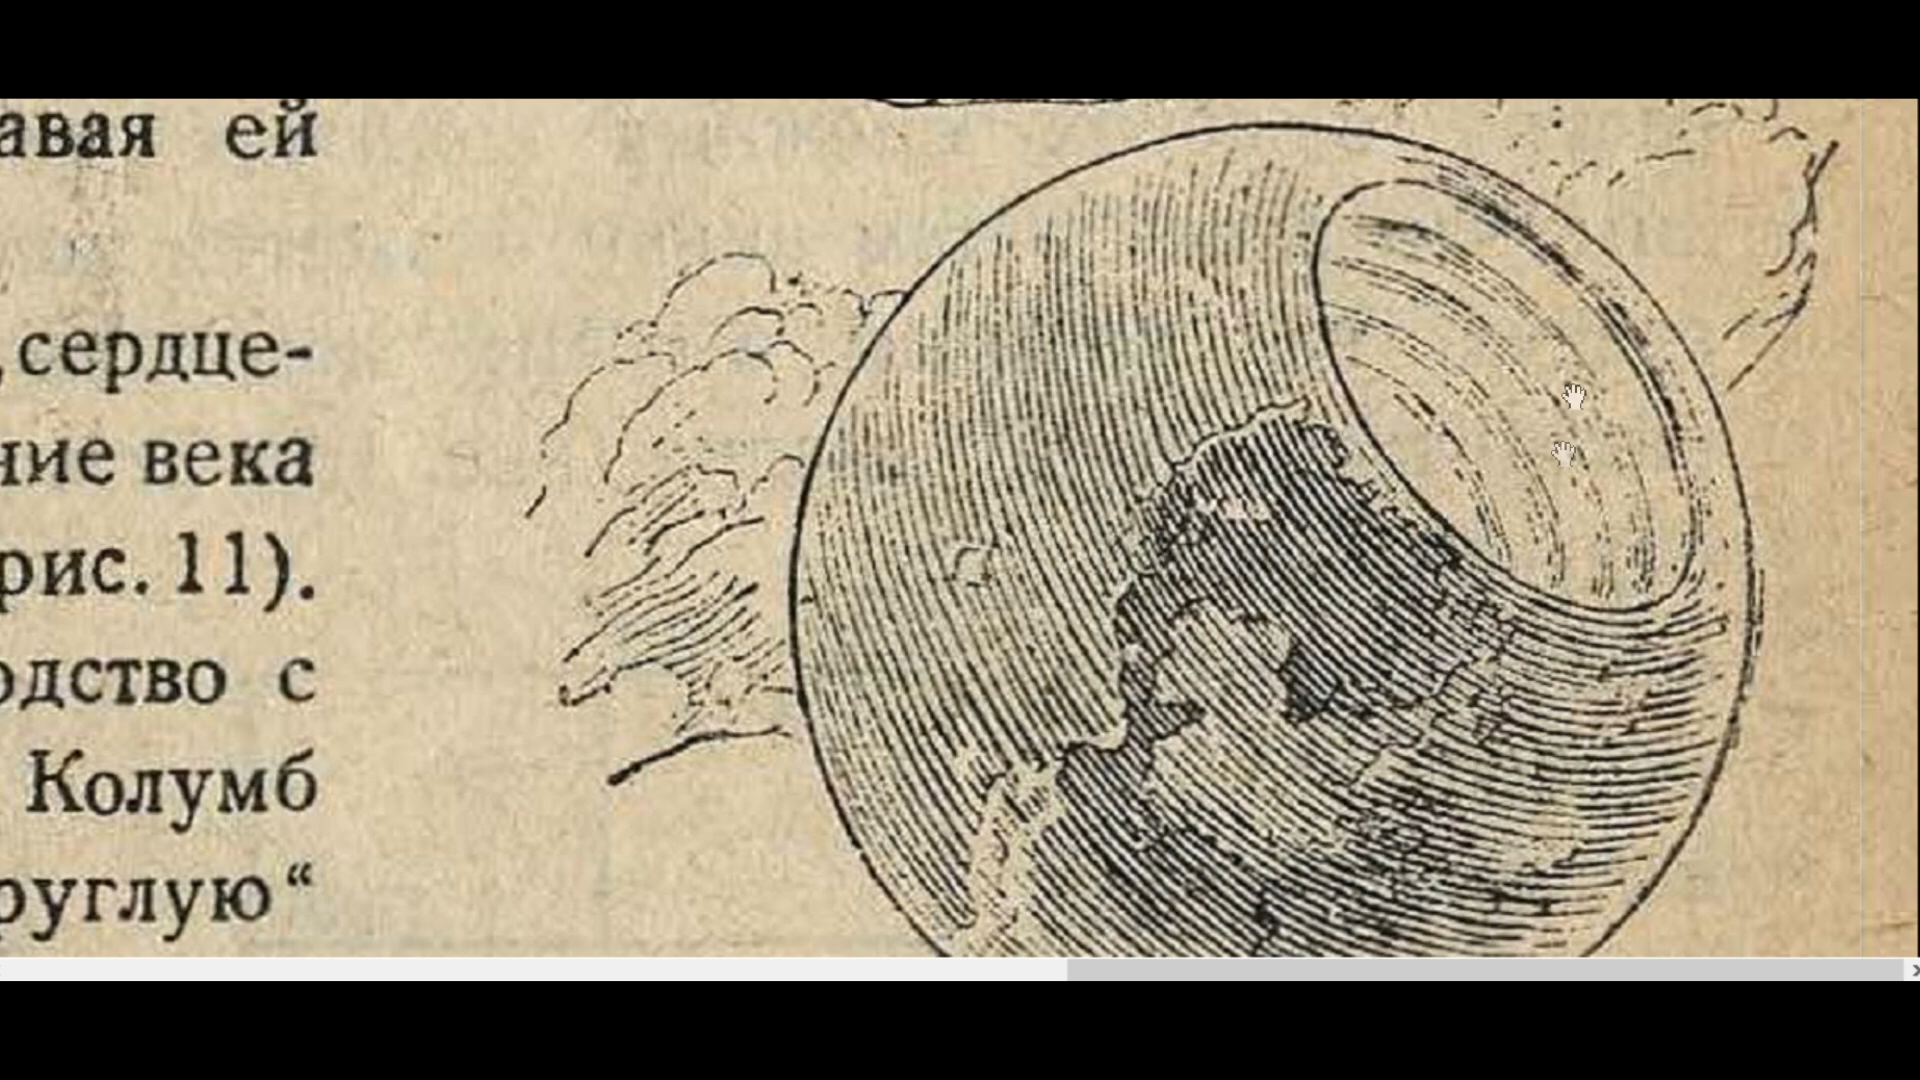 авая ей
, сердце-
ние века
рис. 11).
одство с
Колумб
руглую“